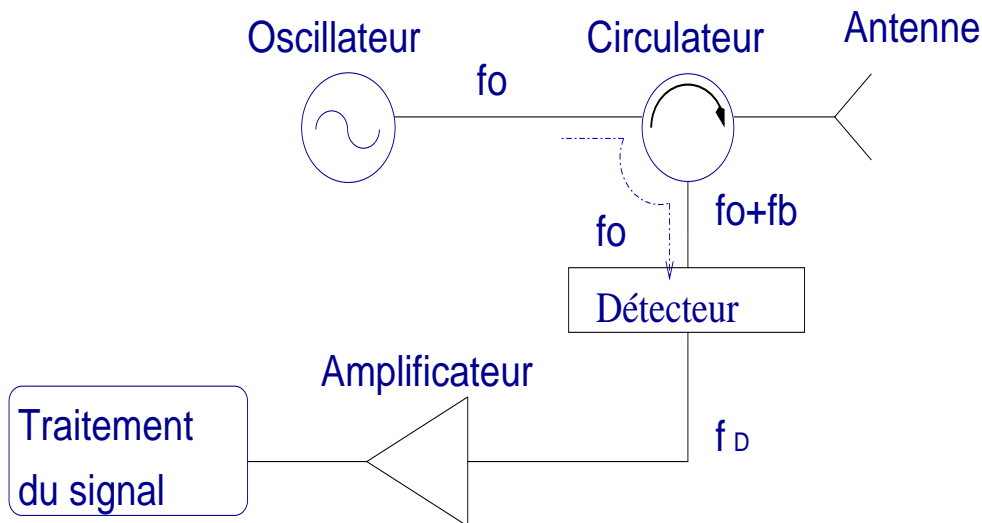 Oscillateur
Circulateur
Antenne
fo
fo
fo+fb
Détecteur
Amplificateur
f D
Traitement
du signal